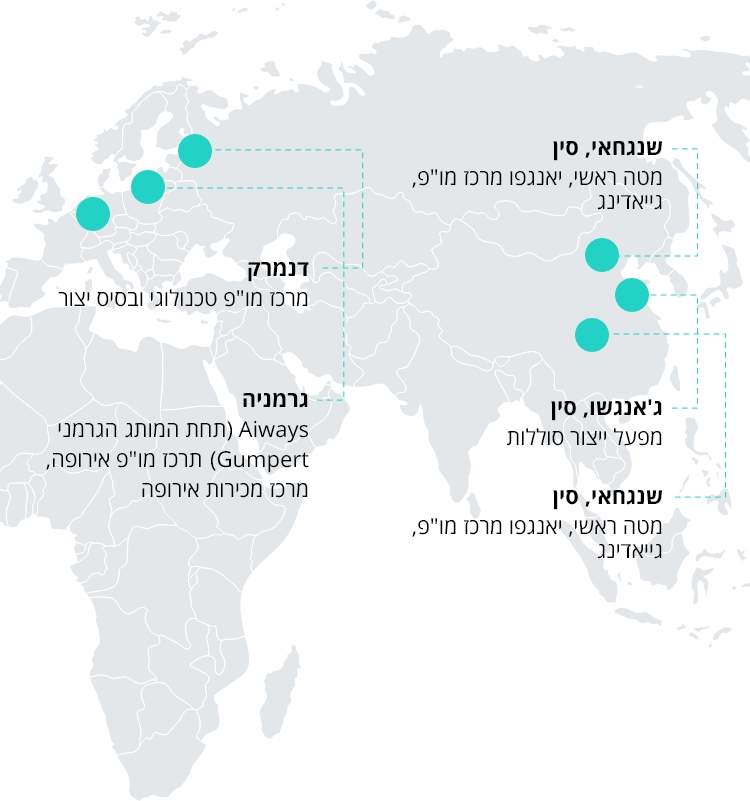 שנגחאי, סין
מטה ראשי, יאנגפו מרכז מו"פ,
גייאדינג
דנמרק
מרכז מו"פ טכנולוגי ובסיס יצור
גרמניה
Aiways (תחת המותג הגרמני
Gumpert) תרכז מו"פ אירופה,
מרכז מכירות אירופה
ג'אנגשו, סין
מפעל ייצור סוללות
שנגחאי, סין
מטה ראשי, יאנגפו מרכז מו"פ,
גייאדינג